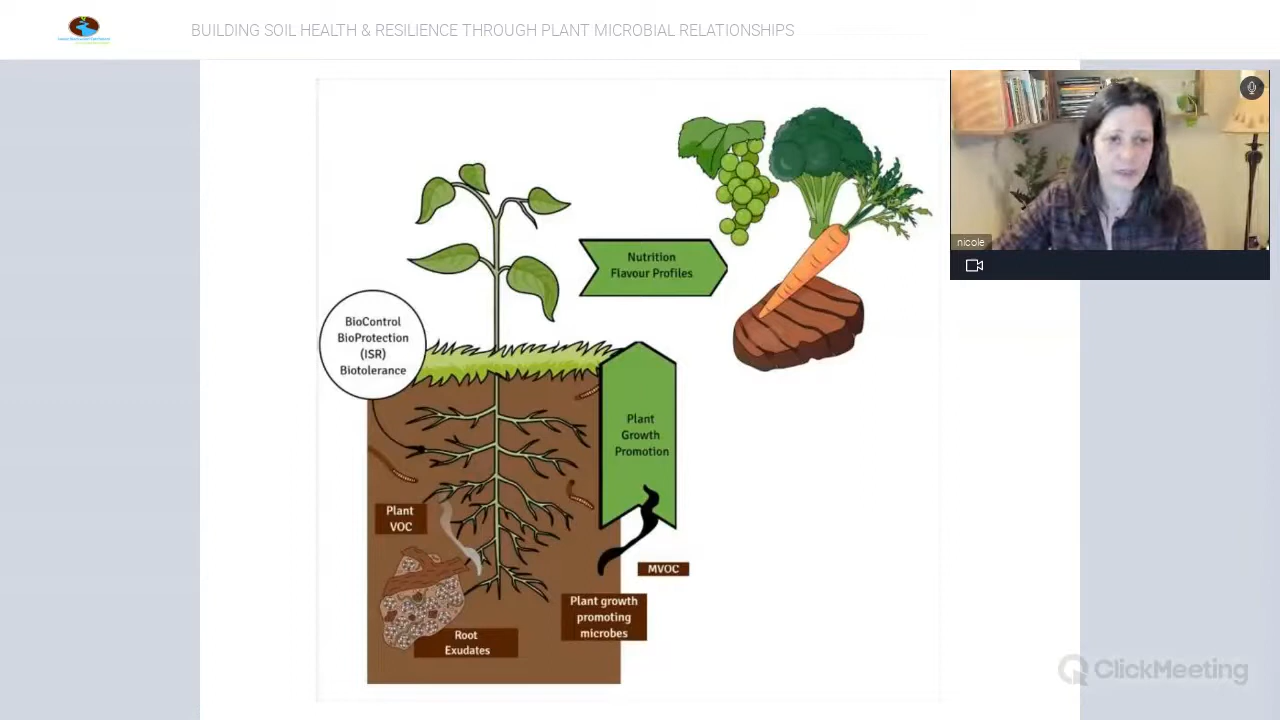 BUILDING SOIL HEALTH & RESILIENCE THROUGH PLANT MICROBIAL RELATIONSHIPS
nicole
Nutrition
Flavour Profiles
BioControl
BioProtection
(ISR)
Biotolerance
Plant
Growth
Promotion
Plant
VOC
MVOC
Plant growth
promoting
microbes
Root
Exudates
ClickMeeting